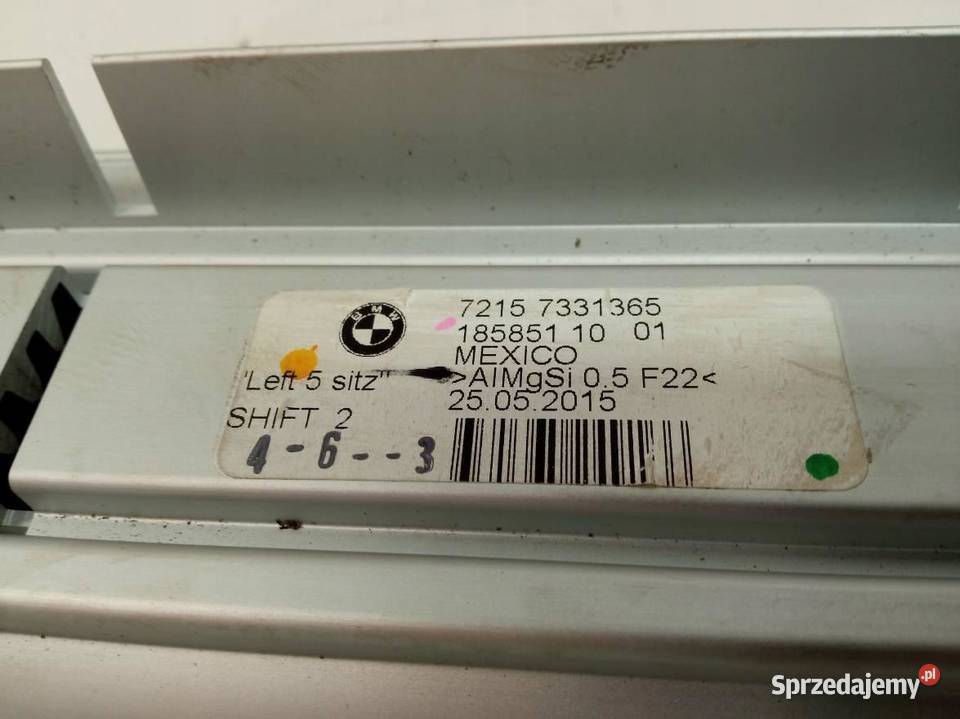 BMW
7215 7331365
185851 10 01
MEXICO
"Left 5 sitz" >AlMgSi 0.5 F22<
25.05.2015
SHIFT 2
4-6--3
Sprzedajemy.pl